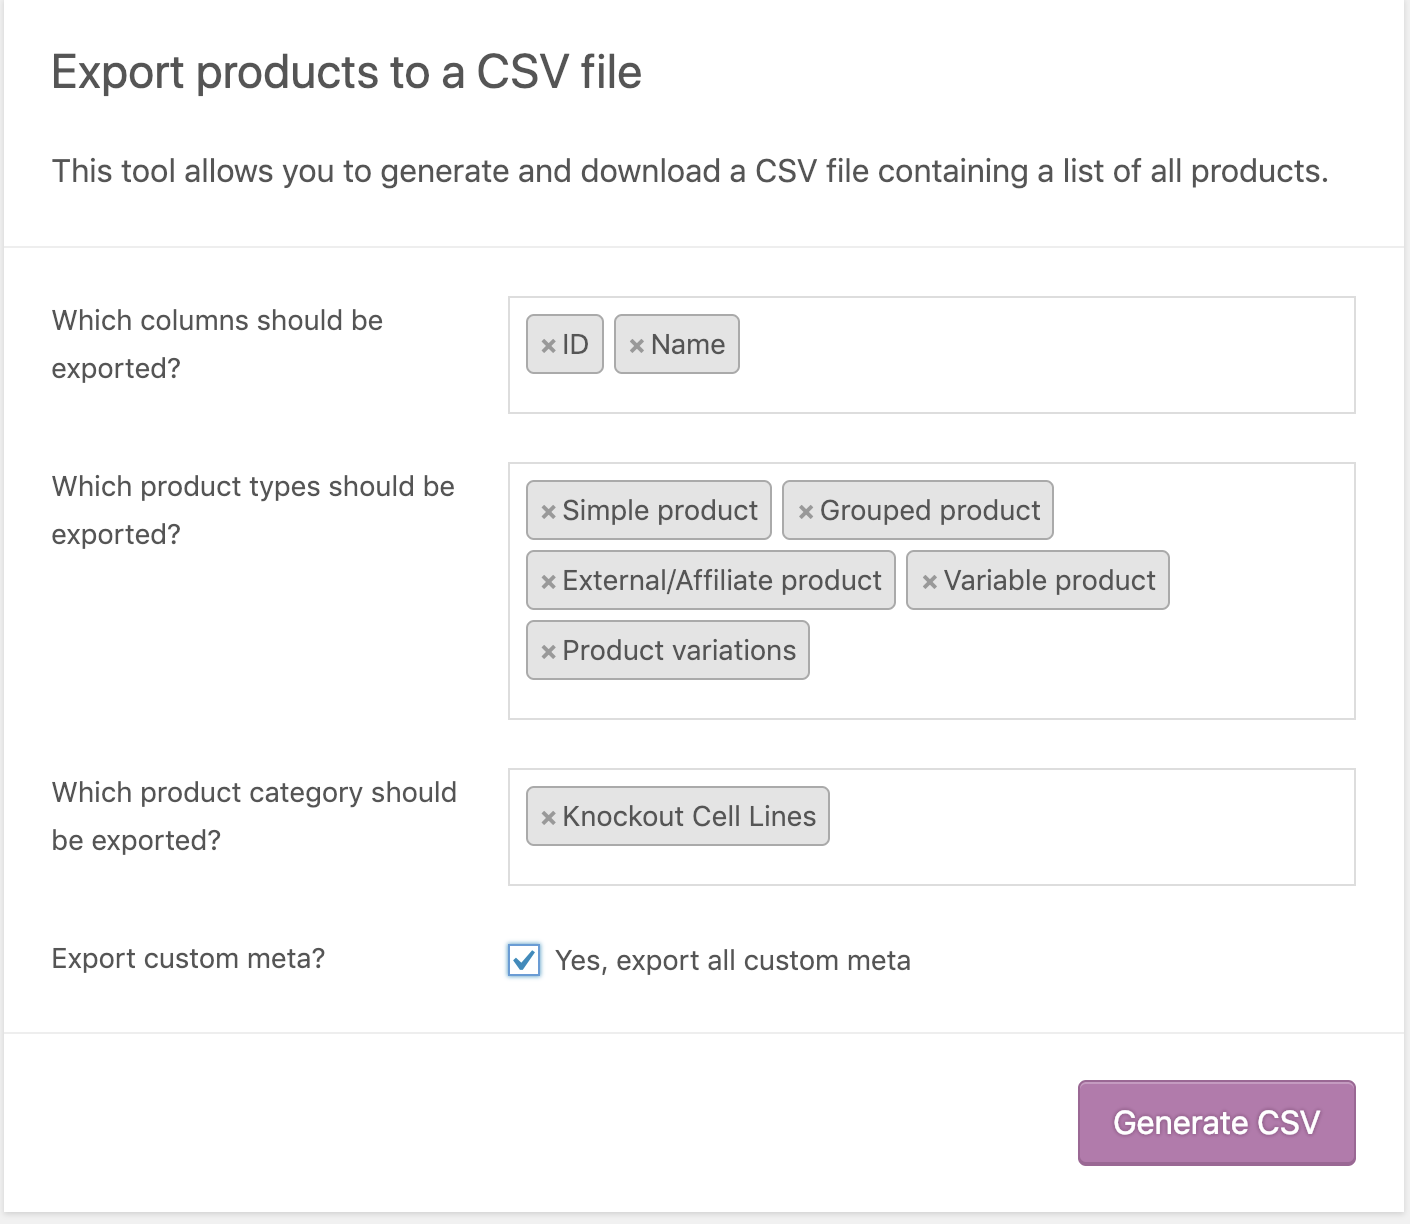 Export products to a CSV file
This tool allows you to generate and download a CSV file containing a list of all products.
Which columns should be
exported?
× ID × Name
Which product types should be
exported?
× Simple product × Grouped product
× External/Affiliate product × Variable product
× Product variations
Which product category should
be exported?
× Knockout Cell Lines
Export custom meta?
Yes, export all custom meta
Generate CSV